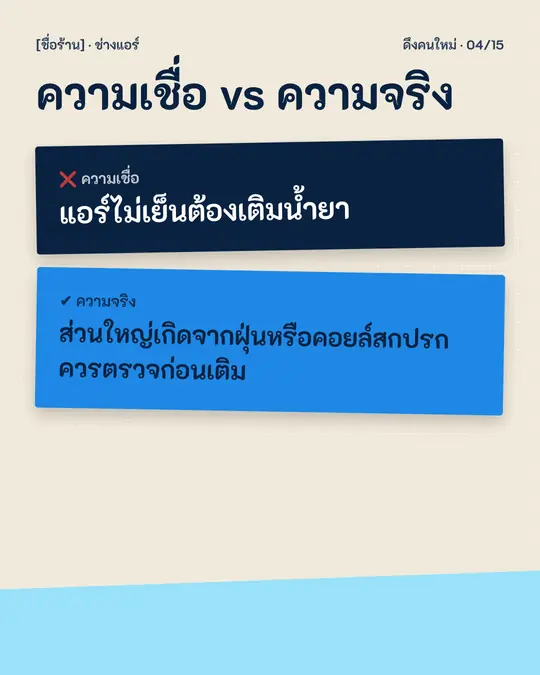 [ชื่อร้าน] · ช่างแอร์
ดึงคนใหม่ · 04/15
ความเชื่อ vs ความจริง
❌ ความเชื่อ
แอร์ไม่เย็นต้องเติมน้ำยา
✔ ความจริง
ส่วนใหญ่เกิดจากฝุ่นหรือคอยล์สกปรก
ควรตรวจก่อนเติม